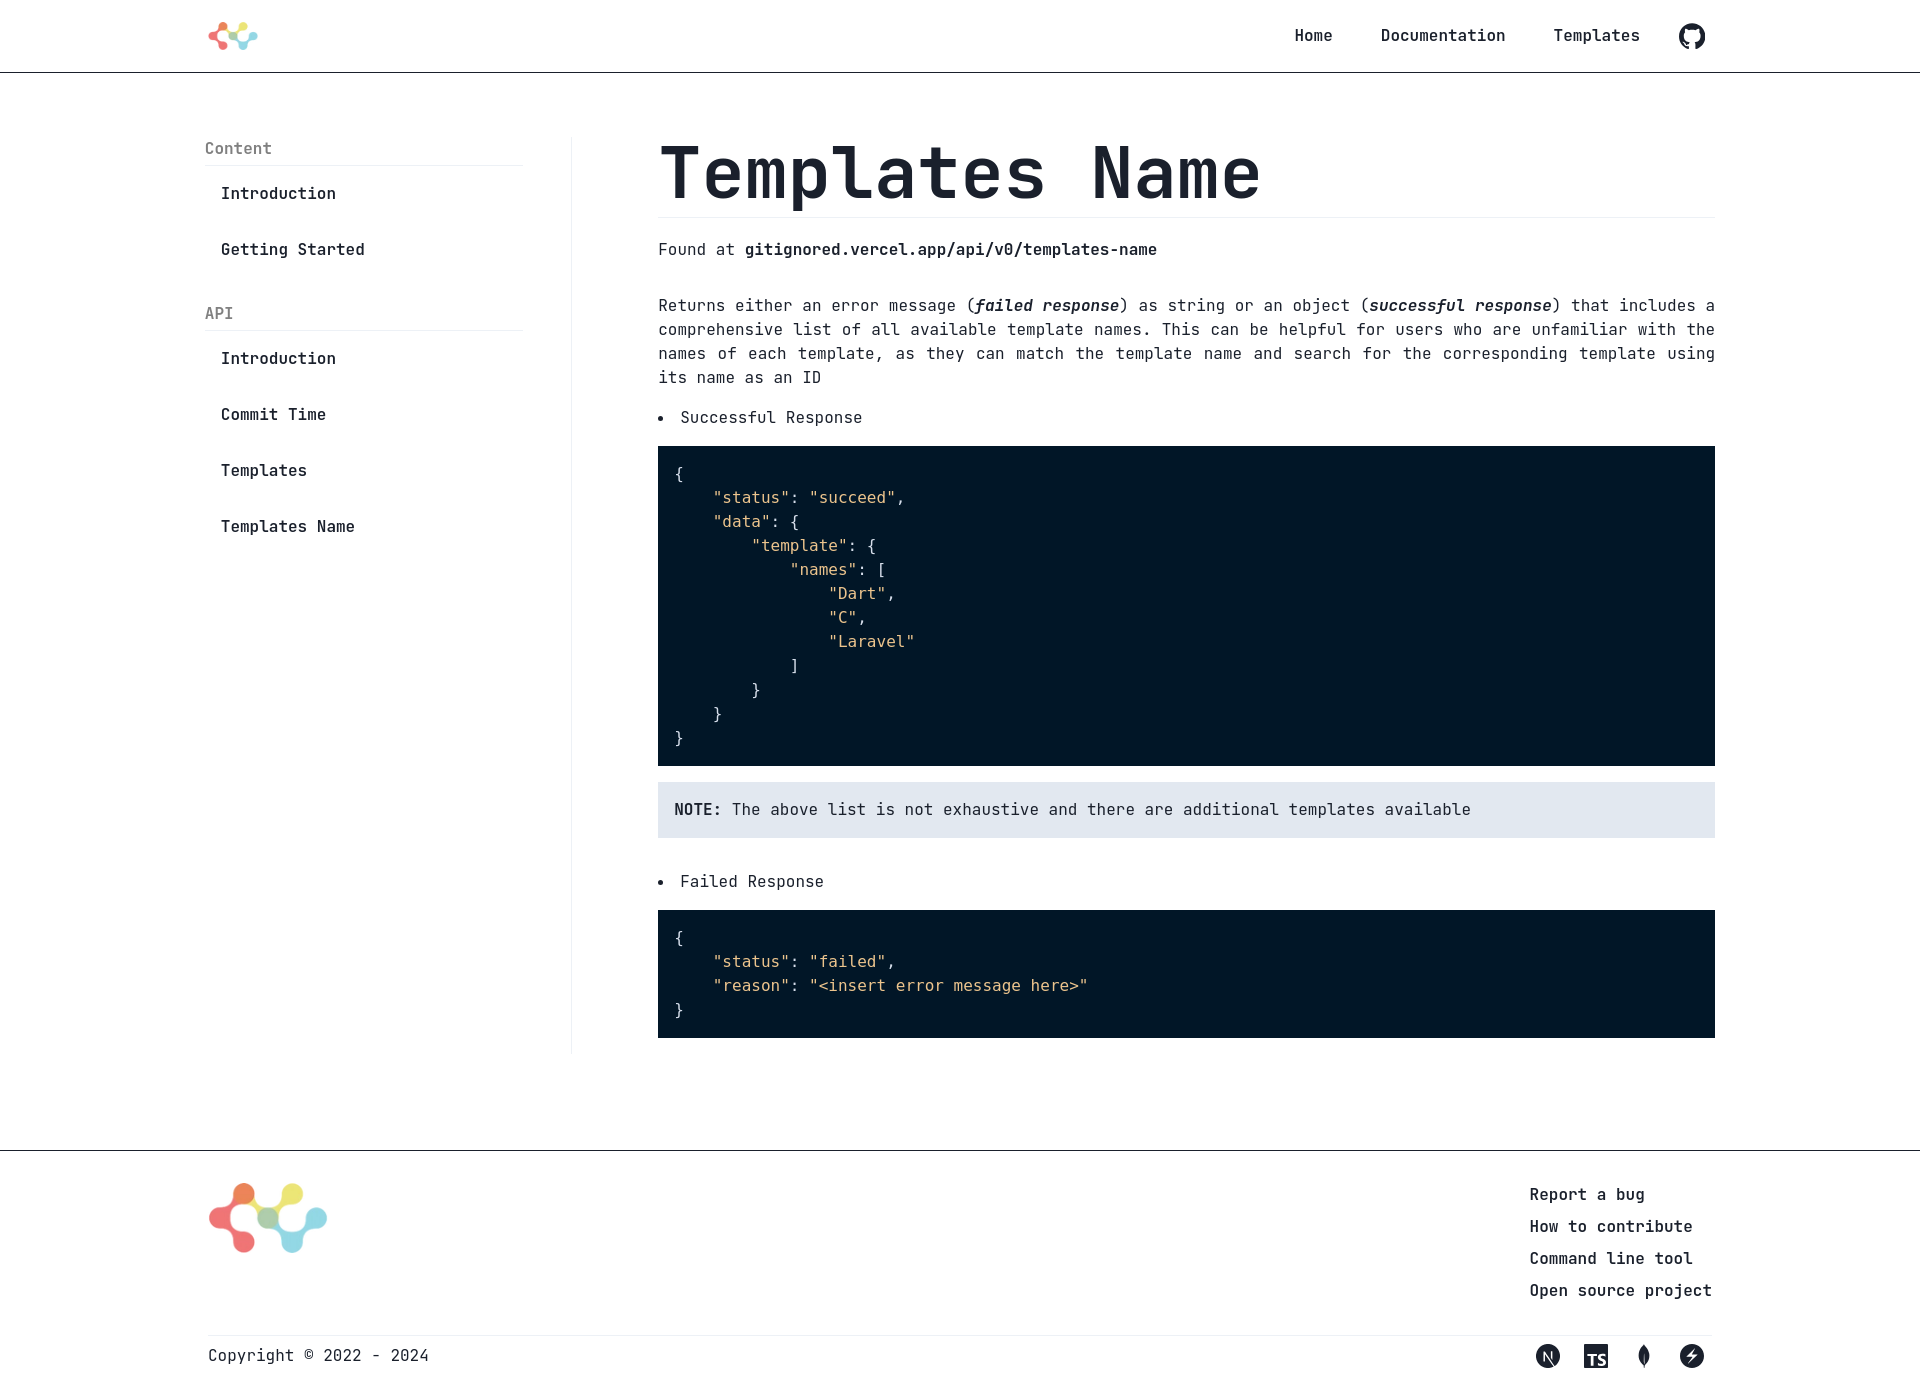 Home
Documentation
Templates
Content
Introduction
Getting Started
API
Introduction
Commit Time
Templates
Templates Name
Templates Name
Found at gitignored.vercel.app/api/v0/templates-name
Returns either an error message (failed response) as string or an object (successful response) that includes a
comprehensive list of all available template names. This can be helpful for users who are unfamiliar with the
names of each template, as they can match the template name and search for the corresponding template using
its name as an ID
• Successful Response
{
    "status": "succeed",
    "data": {
        "template": {
            "names": [
                "Dart",
                "C",
                "Laravel"
            ]
        }
    }
}
NOTE: The above list is not exhaustive and there are additional templates available
• Failed Response
{
    "status": "failed",
    "reason": "<insert error message here>"
}
Report a bug
How to contribute
Command line tool
Open source project
Copyright © 2022 - 2024
N
TS